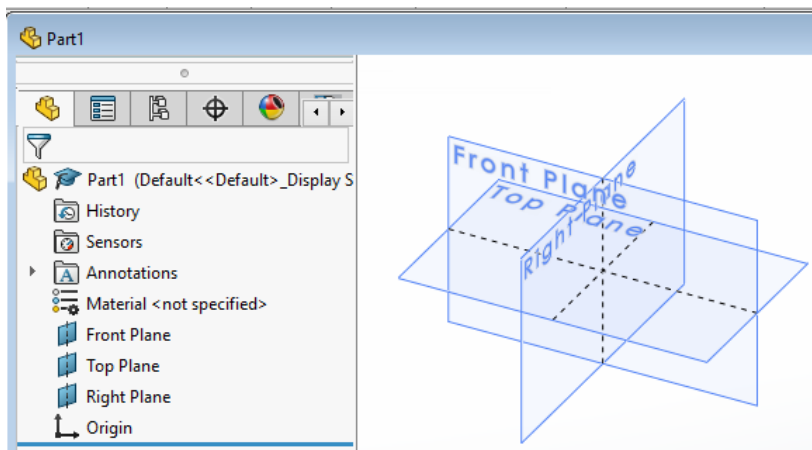 Part1
Part1 (Default<<Default>_Display S
History
Sensors
Annotations
Material <not specified>
Front Plane
Top Plane
Right Plane
Origin
Front Plane
Top Plane
Right Plane